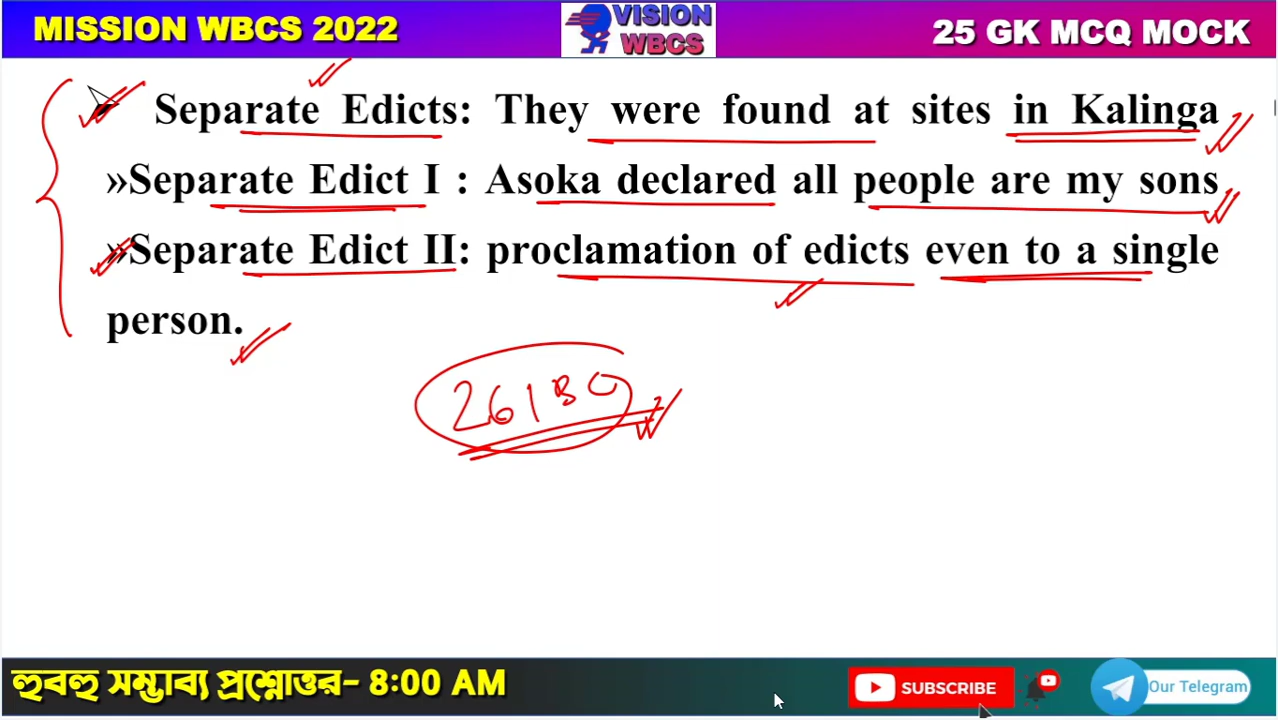 MISSION WBCS 2022
VISION
WBCS
25 GK MCQ MOCK
Separate Edicts: They were found at sites in Kalinga
»Separate Edict I : Asoka declared all people are my sons
»Separate Edict II: proclamation of edicts even to a single
person.
261BC
হুবহু সম্ভাব্য প্রশ্নোত্তর- 8:00 AM
SUBSCRIBE
Our Telegram